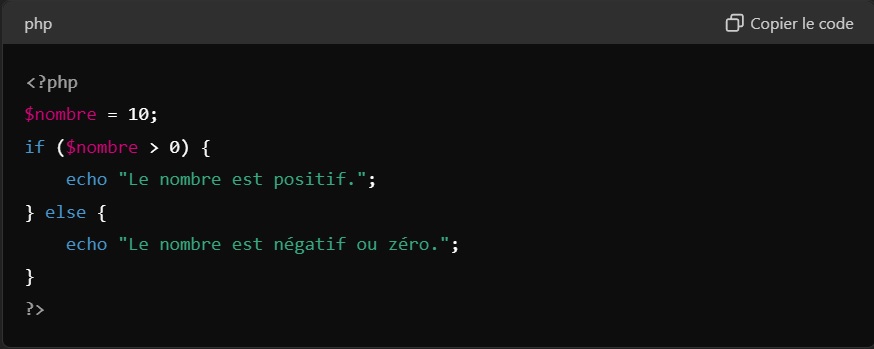 php
Copier le code
<?php
$nombre = 10;
if ($nombre > 0) {
    echo "Le nombre est positif.";
} else {
    echo "Le nombre est négatif ou zéro.";
}
?>